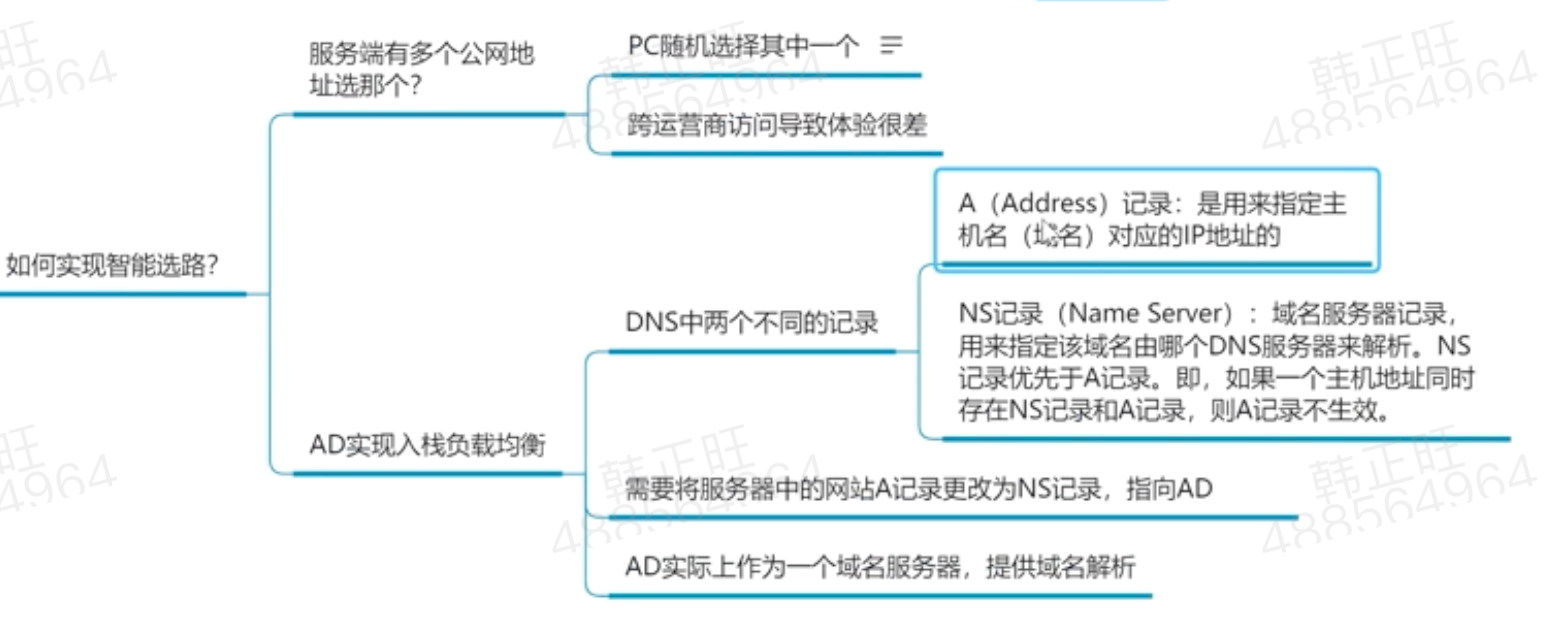 服务端有多个公网地
址选那个？
PC随机选择其中一个
跨运营商访问导致体验很差
如何实现智能选路？
A（Address）记录：是用来指定主
机名（域名）对应的IP地址的
DNS中两个不同的记录
NS记录（Name Server）：域名服务器记录，
用来指定该域名由哪个DNS服务器来解析。NS
记录优先于A记录。即，如果一个主机地址同时
存在NS记录和A记录，则A记录不生效。
AD实现入栈负载均衡
需要将服务器中的网站A记录更改为NS记录，指向AD
AD实际上作为一个域名服务器，提供域名解析
韩正旺
488564964
韩正旺
488564964
韩正旺
488564964
韩正旺
488564964
旺
4964
旺
4964